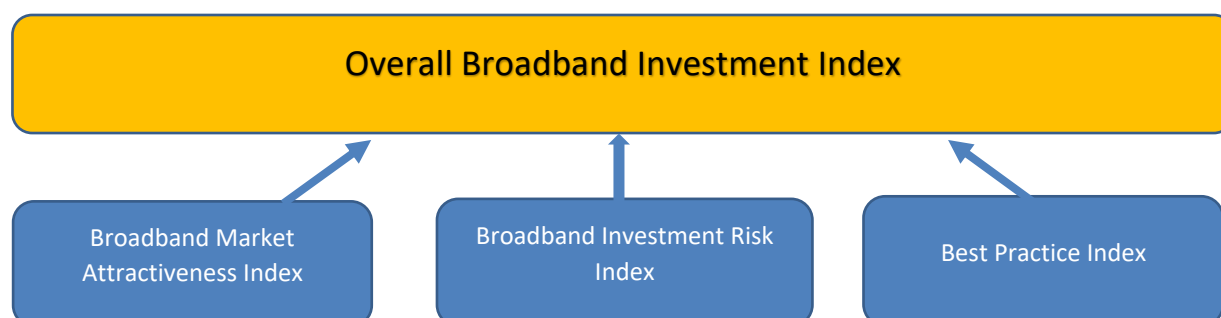 Overall Broadband Investment Index
Broadband Market
Attractiveness Index
Broadband Investment Risk
Index
Best Practice Index